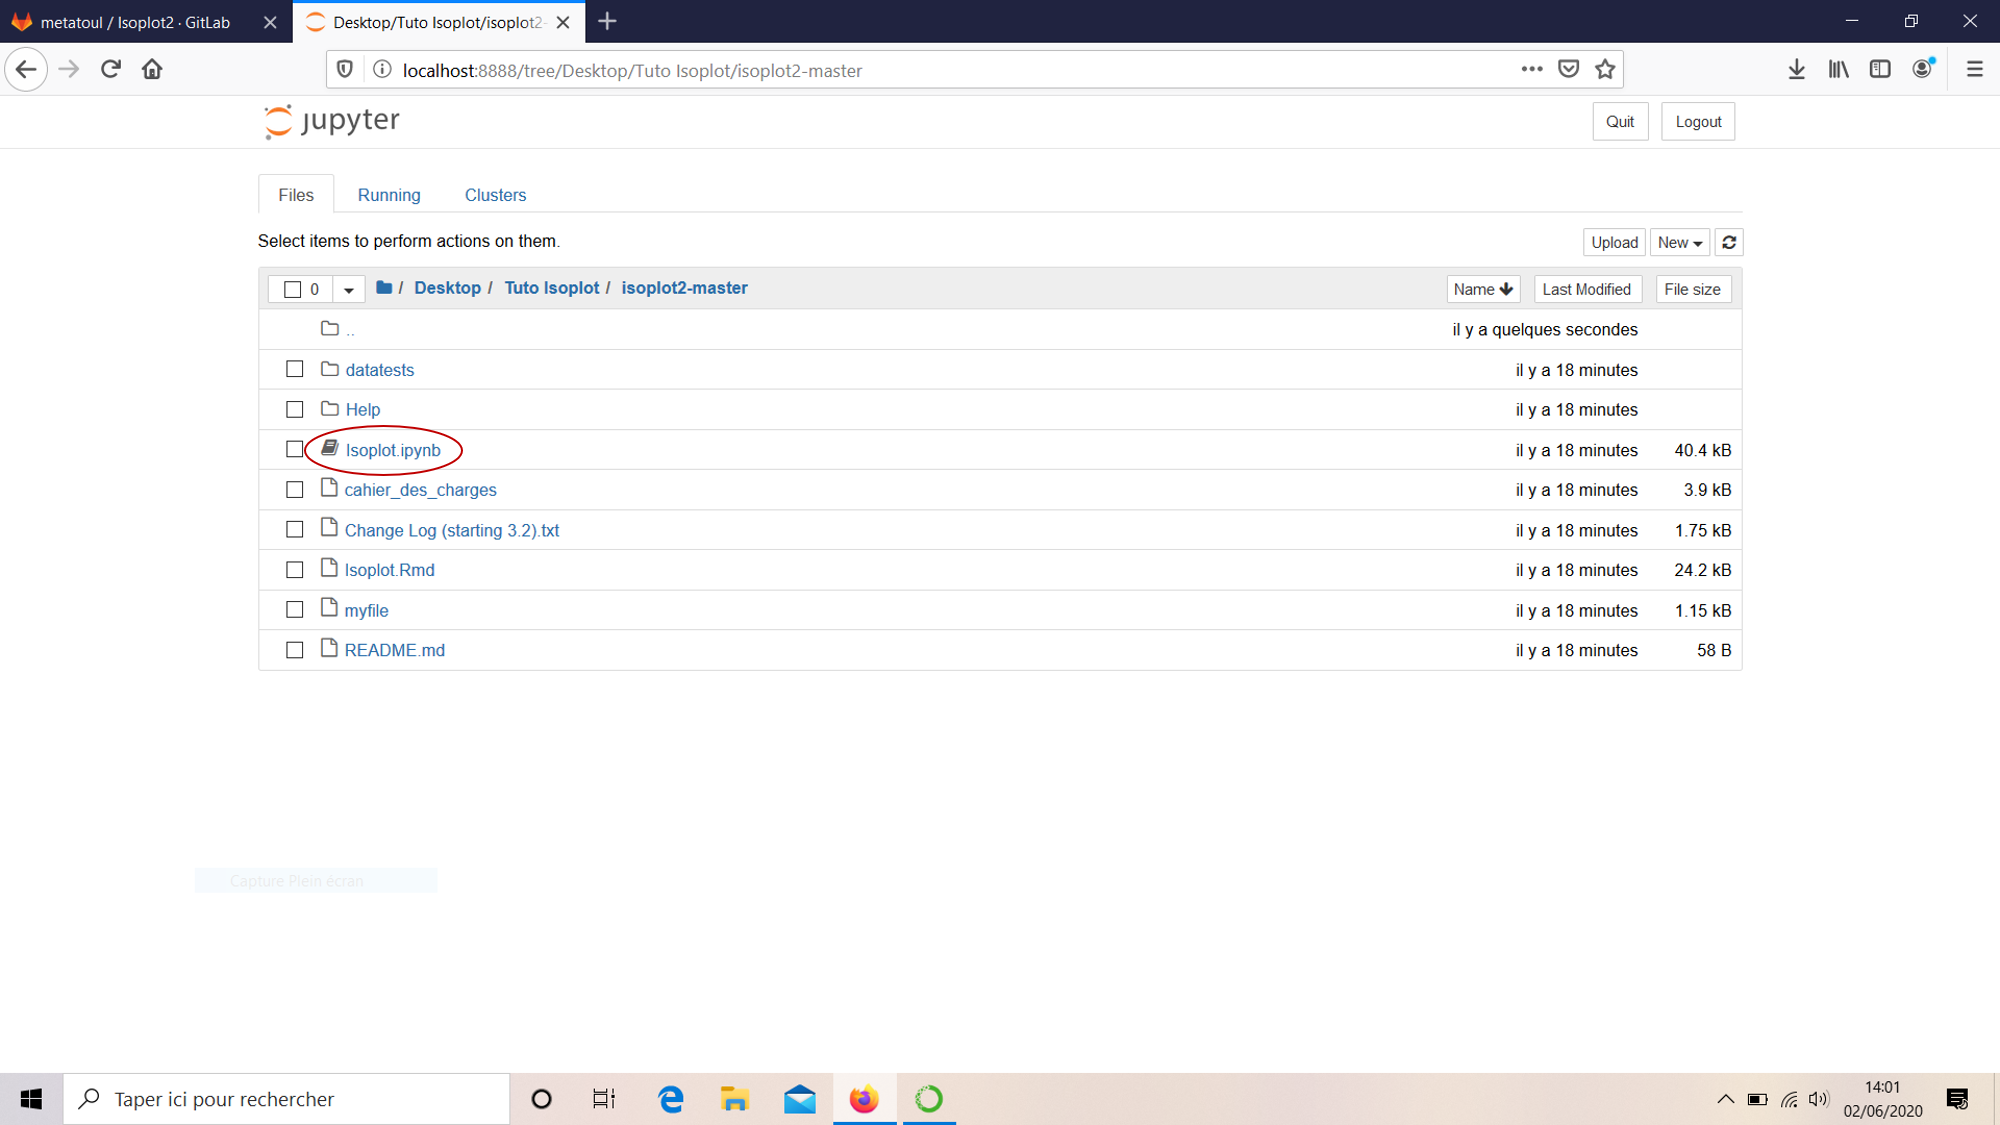 metatoul / Isoplot2 · GitLab
Desktop/Tuto Isoplot/isoplot2-
localhost:8888/tree/Desktop/Tuto Isoplot/isoplot2-master
jupyter
Quit Logout
Files Running Clusters
Select items to perform actions on them.
Upload New
0 / Desktop / Tuto Isoplot / isoplot2-master Name Last Modified File size
.. il y a quelques secondes
datatests il y a 18 minutes
Help il y a 18 minutes
Isoplot.ipynb il y a 18 minutes 40.4 kB
cahier_des_charges il y a 18 minutes 3.9 kB
Change Log (starting 3.2).txt il y a 18 minutes 1.75 kB
Isoplot.Rmd il y a 18 minutes 24.2 kB
myfile il y a 18 minutes 1.15 kB
README.md il y a 18 minutes 58 B
Capture Plein écran
Taper ici pour rechercher
14:01
02/06/2020